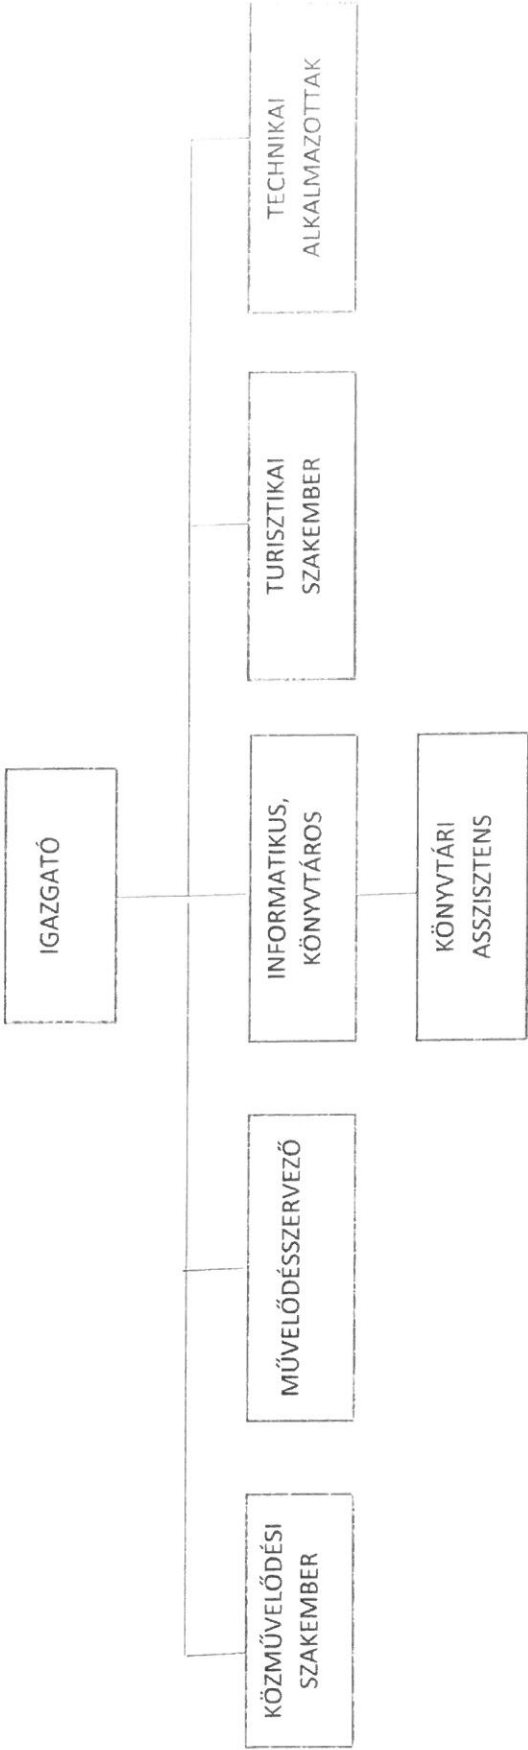 IGAZGATÓ
KÖZMŰVELŐDÉSI
SZAKEMBER
MŰVELŐDÉSSZERVEZŐ
INFORMATIKUS,
KÖNYVTÁROS
TURISZTIKAI
SZAKEMBER
TECHNIKAI
ALKALMAZOTTAK
KÖNYVTÁRI
ASSZISZTENS